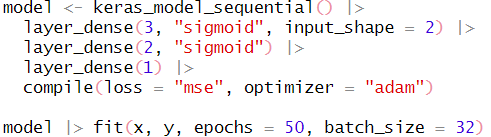 model <- keras_model_sequential() |>
  layer_dense(3, "sigmoid", input_shape = 2) |>
  layer_dense(2, "sigmoid") |>
  layer_dense(1) |>
  compile(loss = "mse", optimizer = "adam")

model |> fit(x, y, epochs = 50, batch_size = 32)